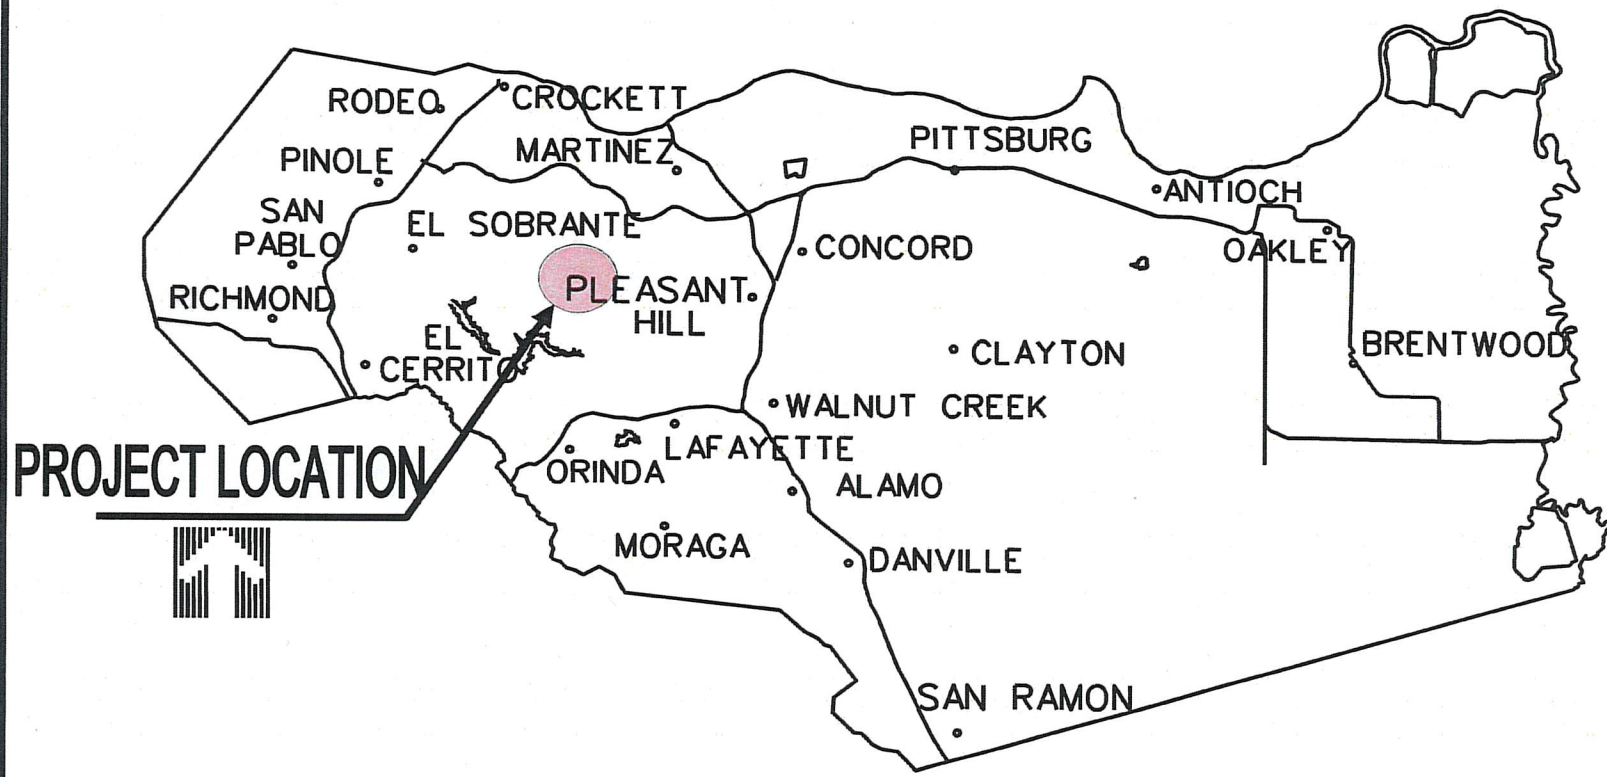 RODEO
CROCKETT
PINOLE
MARTINEZ
PITTSBURG
ANTIOCH
SAN
PABLO
EL SOBRANTE
CONCORD
OAKLEY
RICHMOND
PLEASANT
HILL
EL
CERRITO
CLAYTON
BRENTWOOD
WALNUT CREEK
LAFAYETTE
ORINDA
PROJECT LOCATION
ALAMO
MORAGA
DANVILLE
SAN RAMON